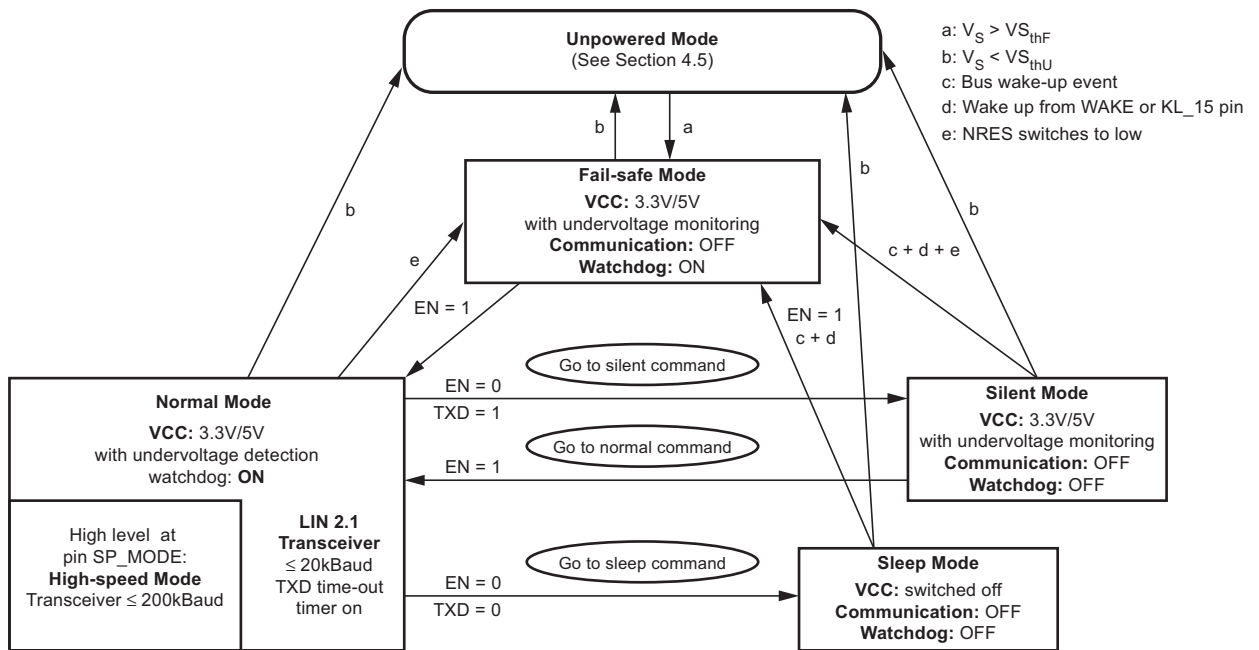 Unpowered Mode
(See Section 4.5)
a: V_S > VS_thF
b: V_S < VS_thU
c: Bus wake-up event
d: Wake up from WAKE or KL_15 pin
e: NRES switches to low
b
a
Fail-safe Mode
VCC: 3.3V/5V
with undervoltage monitoring
Communication: OFF
Watchdog: ON
b
b
b
e
c + d + e
EN = 1
EN = 1
c + d
Go to silent command
EN = 0
TXD = 1
Go to normal command
EN = 1
Go to sleep command
EN = 0
TXD = 0
Normal Mode
VCC: 3.3V/5V
with undervoltage detection
watchdog: ON
High level at
pin SP_MODE:
High-speed Mode
Transceiver ≤ 200kBaud
LIN 2.1
Transceiver
≤ 20kBaud
TXD time-out
timer on
Silent Mode
VCC: 3.3V/5V
with undervoltage monitoring
Communication: OFF
Watchdog: OFF
Sleep Mode
VCC: switched off
Communication: OFF
Watchdog: OFF